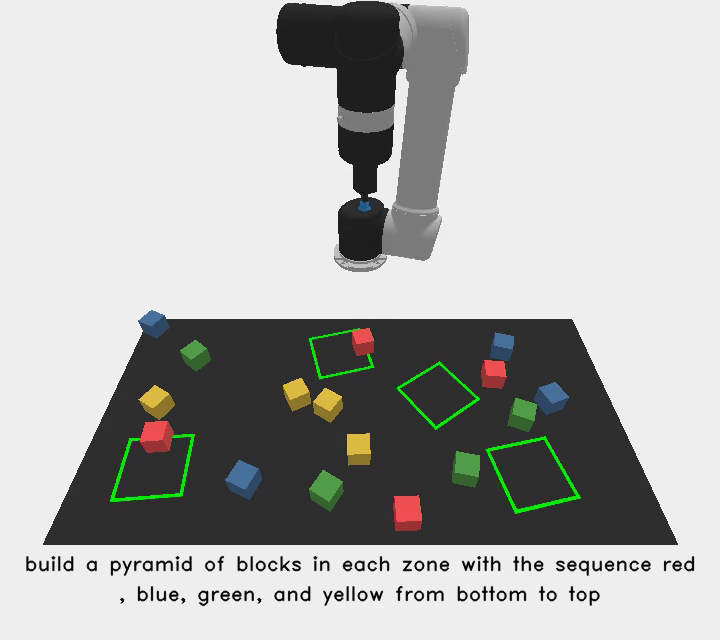 build a pyramid of blocks in each zone with the sequence red
, blue, green, and yellow from bottom to top